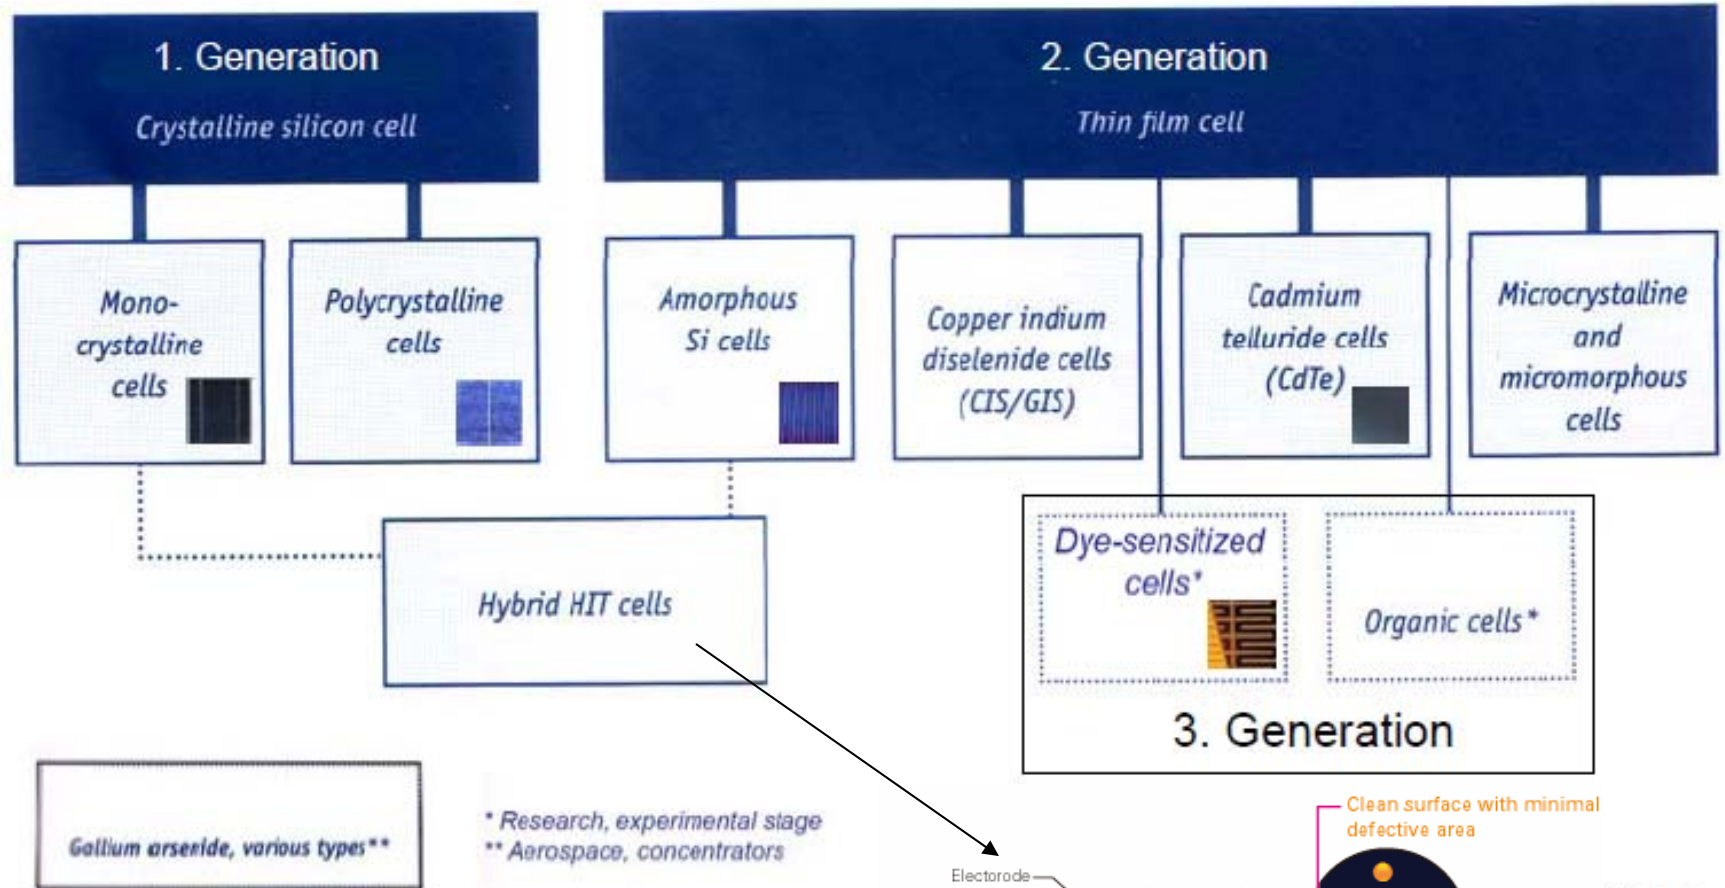 1. Generation
Crystalline silicon cell
2. Generation
Thin film cell
Mono-
crystalline
cells
Polycrystalline
cells
Amorphous
Si cells
Copper indium
diselenide cells
(CIS/GIS)
Cadmium
telluride cells
(CdTe)
Microcrystalline
and
micromorphous
cells
Hybrid HIT cells
Dye-sensitized
cells*
Organic cells*
3. Generation
Gallium arsenide, various types**
* Research, experimental stage
** Aerospace, concentrators
Electorode
Clean surface with minimal
defective area